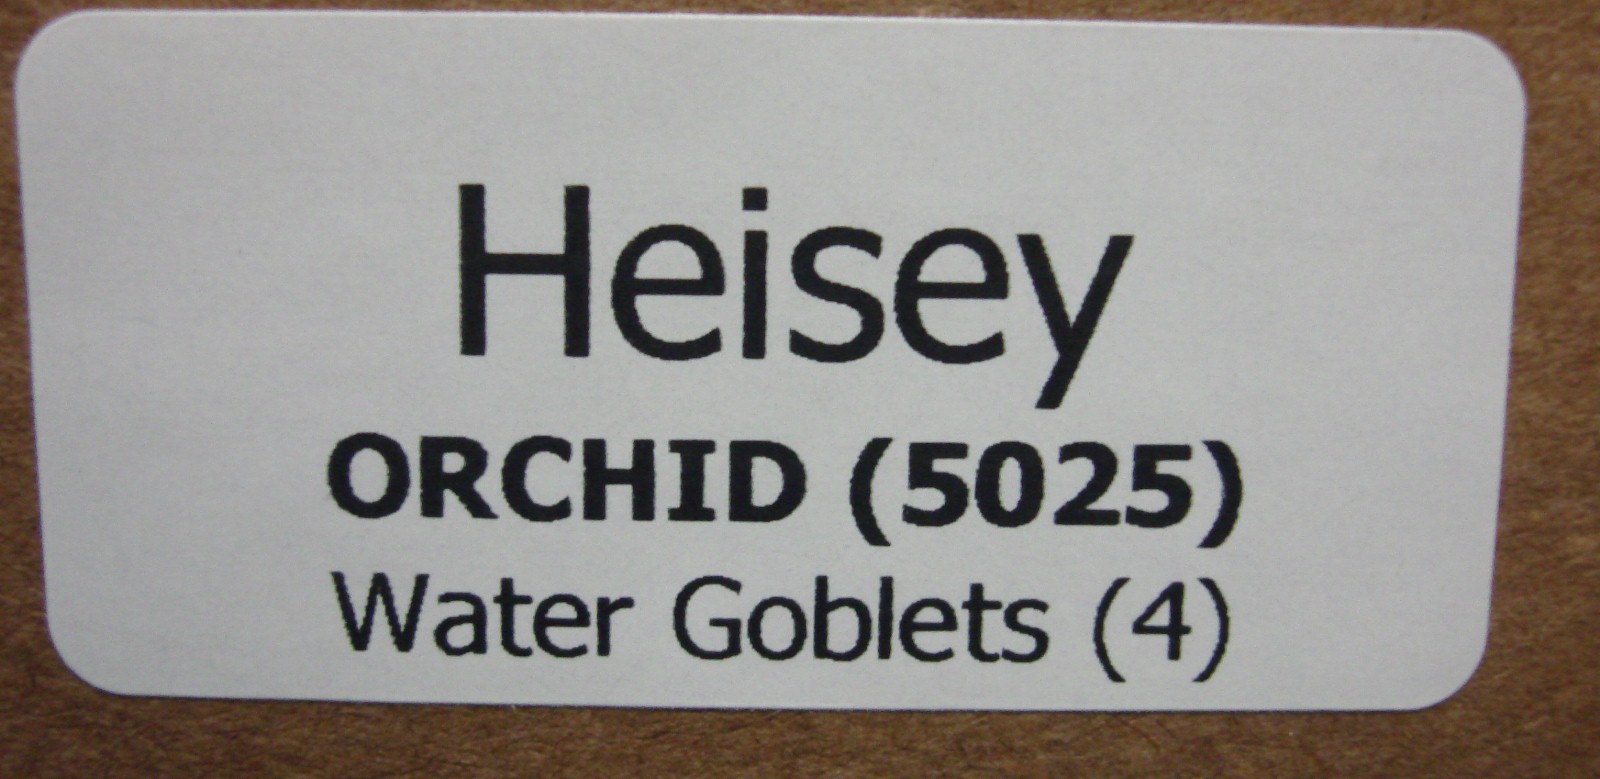 Heisey
ORCHID (5025)
Water Goblets (4)